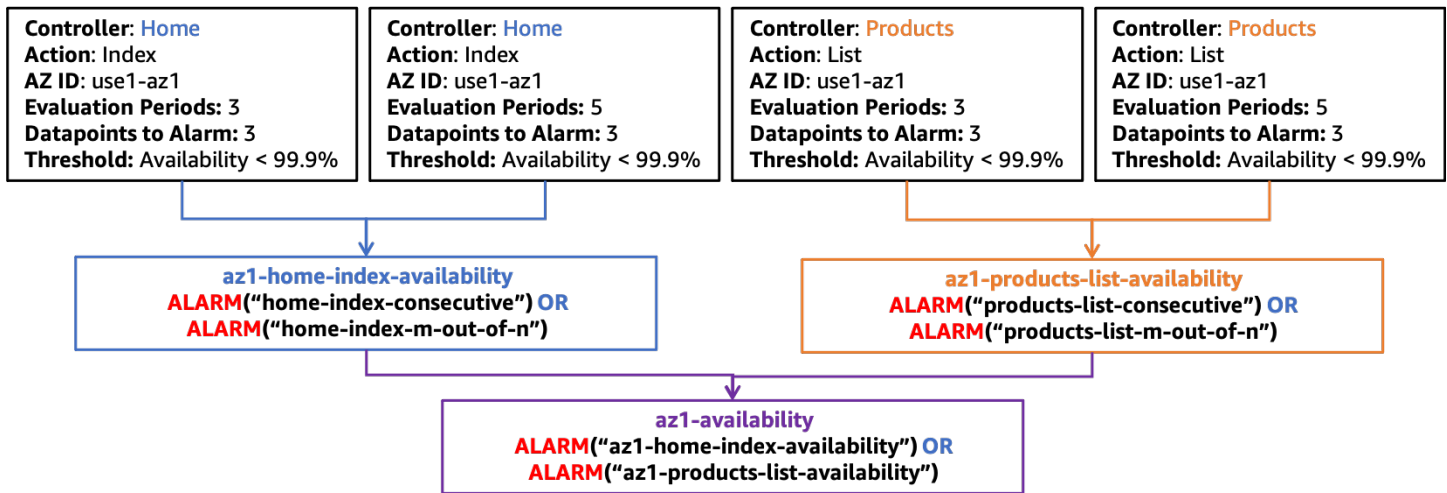 Controller: Home
Action: Index
AZ ID: use1-az1
Evaluation Periods: 3
Datapoints to Alarm: 3
Threshold: Availability < 99.9%
Controller: Home
Action: Index
AZ ID: use1-az1
Evaluation Periods: 5
Datapoints to Alarm: 3
Threshold: Availability < 99.9%
Controller: Products
Action: List
AZ ID: use1-az1
Evaluation Periods: 3
Datapoints to Alarm: 3
Threshold: Availability < 99.9%
Controller: Products
Action: List
AZ ID: use1-az1
Evaluation Periods: 5
Datapoints to Alarm: 3
Threshold: Availability < 99.9%
az1-home-index-availability
ALARM(“home-index-consecutive”) OR
ALARM(“home-index-m-out-of-n”)
az1-products-list-availability
ALARM(“products-list-consecutive”) OR
ALARM(“products-list-m-out-of-n”)
az1-availability
ALARM(“az1-home-index-availability”) OR
ALARM(“az1-products-list-availability”)